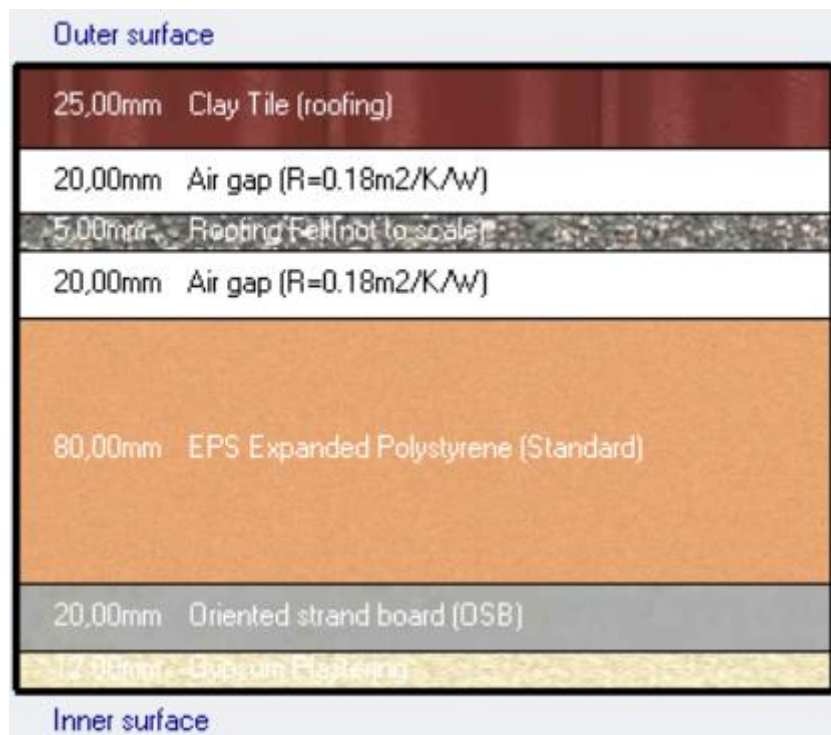 Outer surface
25,00mm Clay Tile (roofing)
20,00mm Air gap (R=0.18m2/K/W)
5,00mm Roofing Felt(not to scale)
20,00mm Air gap (R=0.18m2/K/W)
80,00mm EPS Expanded Polystyrene (Standard)
20,00mm Oriented strand board (OSB)
12,00mm Gypsum Plastering
Inner surface